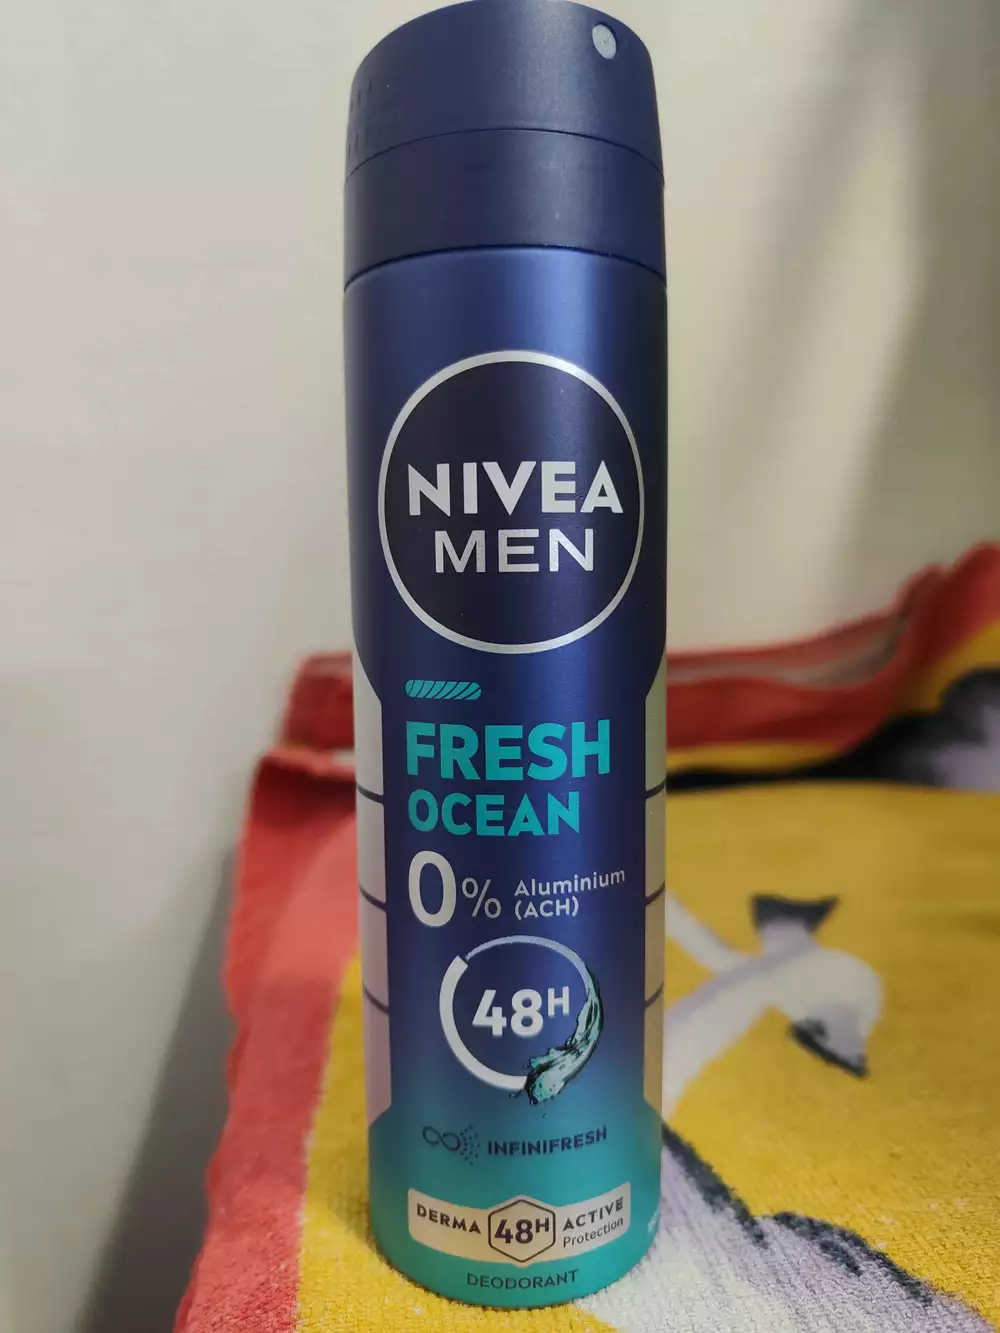 NIVEA
MEN
FRESH
OCEAN
0% Aluminium
(ACH)
48H
INFINIFRESH
DERMA 48H ACTIVE
Protection
DEODORANT